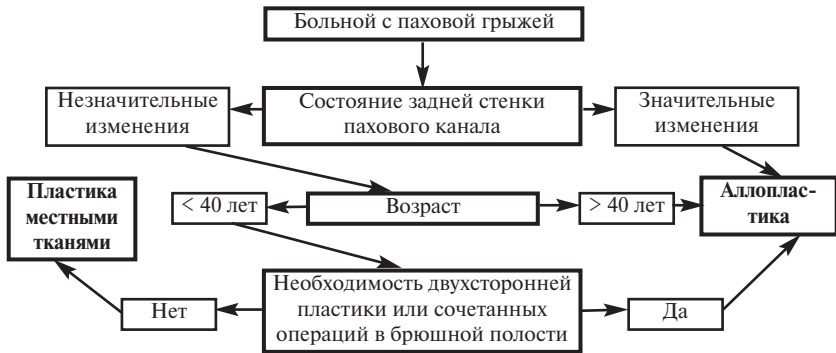 Больной с паховой грыжей
Незначительные
изменения
Состояние задней стенки
пахового канала
Значительные
изменения
Пластика
местными
тканями
< 40 лет
Возраст
> 40 лет
Аллоплас-
тика
Нет
Необходимость двухсторонней
пластики или сочетанных
операций в брюшной полости
Да